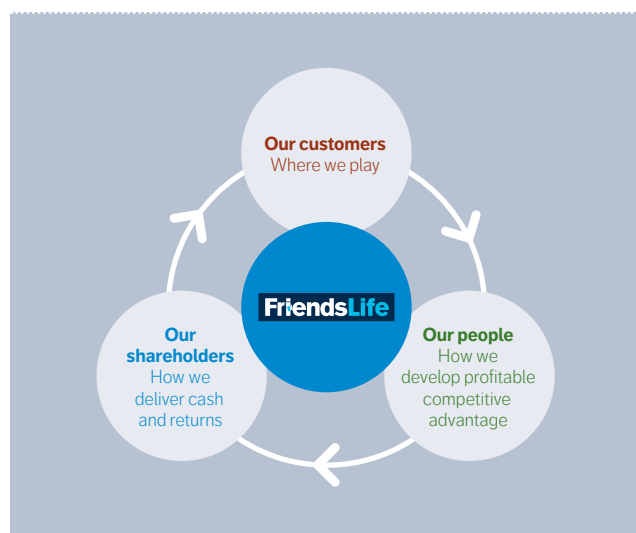 Our customers
Where we play
FriendsLife
Our
shareholders
How we
deliver cash
and returns
Our people
How we
develop profitable
competitive
advantage